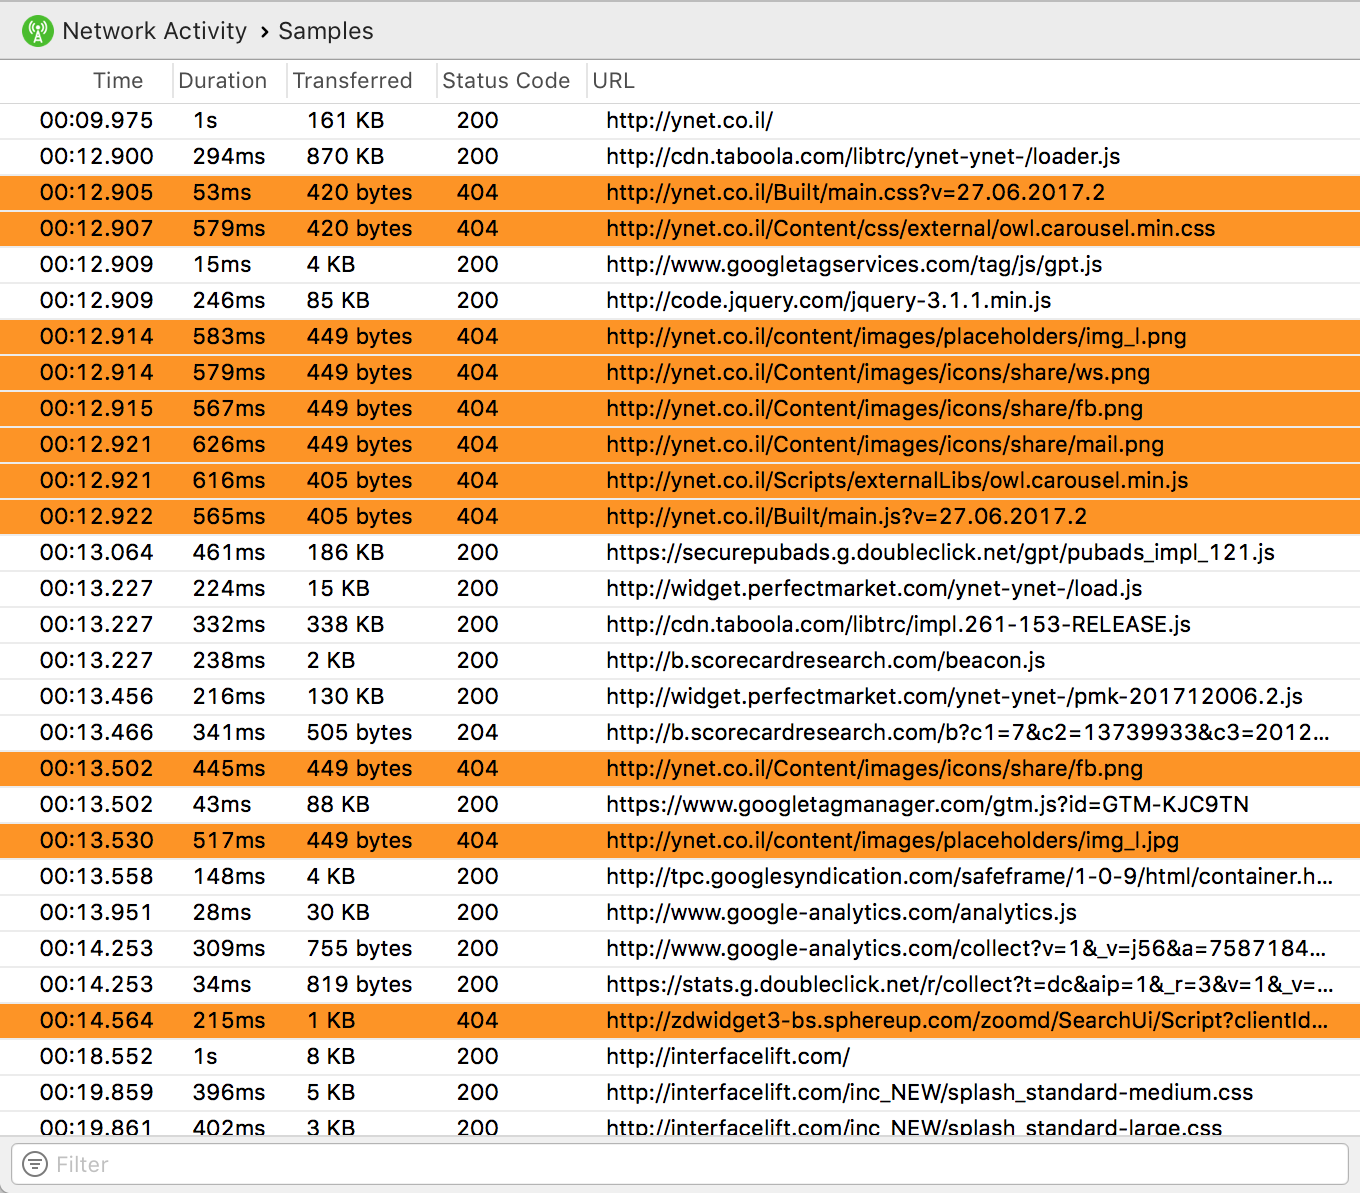 Network Activity › Samples
Time Duration Transferred Status Code URL
00:09.975 1s 161 KB 200 http://ynet.co.il/
00:12.900 294ms 870 KB 200 http://cdn.taboola.com/libtrc/ynet-ynet-/loader.js
00:12.905 53ms 420 bytes 404 http://ynet.co.il/Built/main.css?v=27.06.2017.2
00:12.907 579ms 420 bytes 404 http://ynet.co.il/Content/css/external/owl.carousel.min.css
00:12.909 15ms 4 KB 200 http://www.googletagservices.com/tag/js/gpt.js
00:12.909 246ms 85 KB 200 http://code.jquery.com/jquery-3.1.1.min.js
00:12.914 583ms 449 bytes 404 http://ynet.co.il/content/images/placeholders/img_l.png
00:12.914 579ms 449 bytes 404 http://ynet.co.il/Content/images/icons/share/ws.png
00:12.915 567ms 449 bytes 404 http://ynet.co.il/Content/images/icons/share/fb.png
00:12.921 626ms 449 bytes 404 http://ynet.co.il/Content/images/icons/share/mail.png
00:12.921 616ms 405 bytes 404 http://ynet.co.il/Scripts/externalLibs/owl.carousel.min.js
00:12.922 565ms 405 bytes 404 http://ynet.co.il/Built/main.js?v=27.06.2017.2
00:13.064 461ms 186 KB 200 https://securepubads.g.doubleclick.net/gpt/pubads_impl_121.js
00:13.227 224ms 15 KB 200 http://widget.perfectmarket.com/ynet-ynet-/load.js
00:13.227 332ms 338 KB 200 http://cdn.taboola.com/libtrc/impl.261-153-RELEASE.js
00:13.227 238ms 2 KB 200 http://b.scorecardresearch.com/beacon.js
00:13.456 216ms 130 KB 200 http://widget.perfectmarket.com/ynet-ynet-/pmk-201712006.2.js
00:13.466 341ms 505 bytes 204 http://b.scorecardresearch.com/b?c1=7&c2=13739933&c3=2012...
00:13.502 445ms 449 bytes 404 http://ynet.co.il/Content/images/icons/share/fb.png
00:13.502 43ms 88 KB 200 https://www.googletagmanager.com/gtm.js?id=GTM-KJC9TN
00:13.530 517ms 449 bytes 404 http://ynet.co.il/content/images/placeholders/img_l.jpg
00:13.558 148ms 4 KB 200 http://tpc.googlesyndication.com/safeframe/1-0-9/html/container.h...
00:13.951 28ms 30 KB 200 http://www.google-analytics.com/analytics.js
00:14.253 309ms 755 bytes 200 http://www.google-analytics.com/collect?v=1&_v=j56&a=7587184...
00:14.253 34ms 819 bytes 200 https://stats.g.doubleclick.net/r/collect?t=dc&aip=1&_r=3&v=1&_v=...
00:14.564 215ms 1 KB 404 http://zdwidget3-bs.sphereup.com/zoomd/SearchUi/Script?clientId...
00:18.552 1s 8 KB 200 http://interfacelift.com/
00:19.859 396ms 5 KB 200 http://interfacelift.com/inc_NEW/splash_standard-medium.css
00:19.861 402ms 3 KB 200 http://interfacelift.com/inc_NEW/splash_standard-large.css
Filter